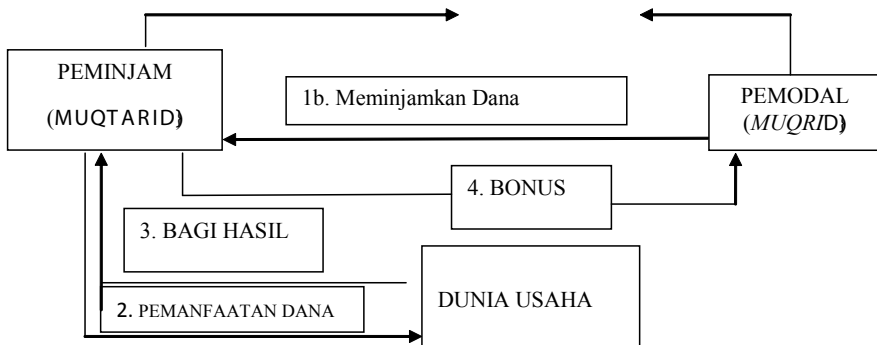 PEMINJAM
(MUQTARID)
1b. Meminjamkan Dana
PEMODAL
(MUQRID)
4. BONUS
3. BAGI HASIL
2. PEMANFAATAN DANA
DUNIA USAHA